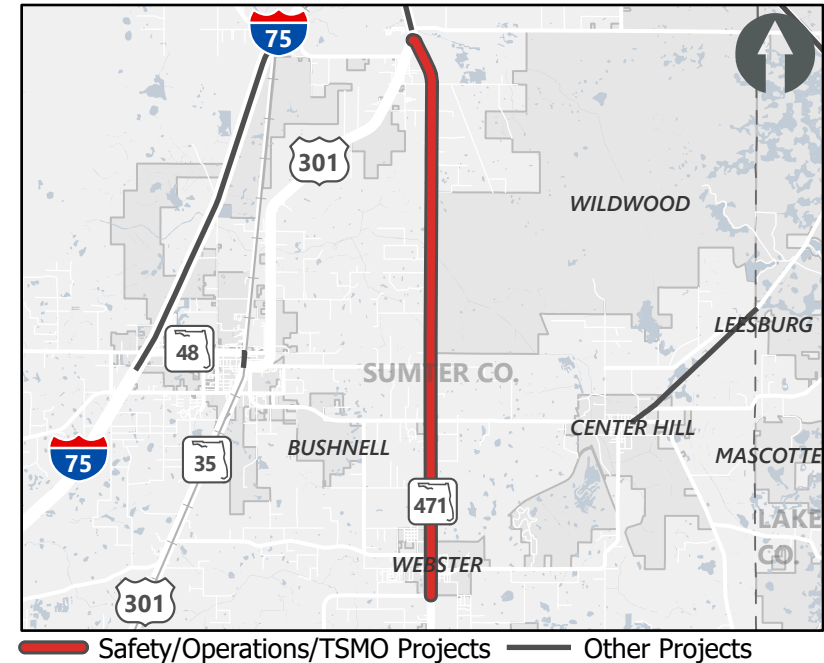 75
301
WILDWOOD
LEESBURG
48
SUMTER CO.
CENTER HILL
BUSHNELL
MASCOTTE
75
35
471
LAKE
CO.
WEBSTER
301
Safety/Operations/TSMO Projects
Other Projects